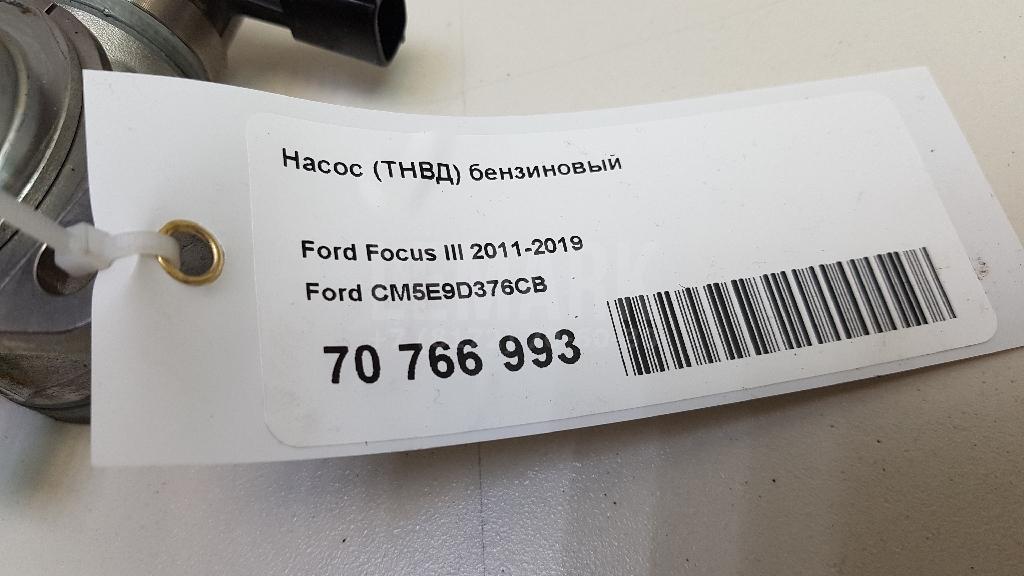 Насос (ТНВД) бензиновый
Ford Focus III 2011-2019
Ford CM5E9D376CB
70 766 993